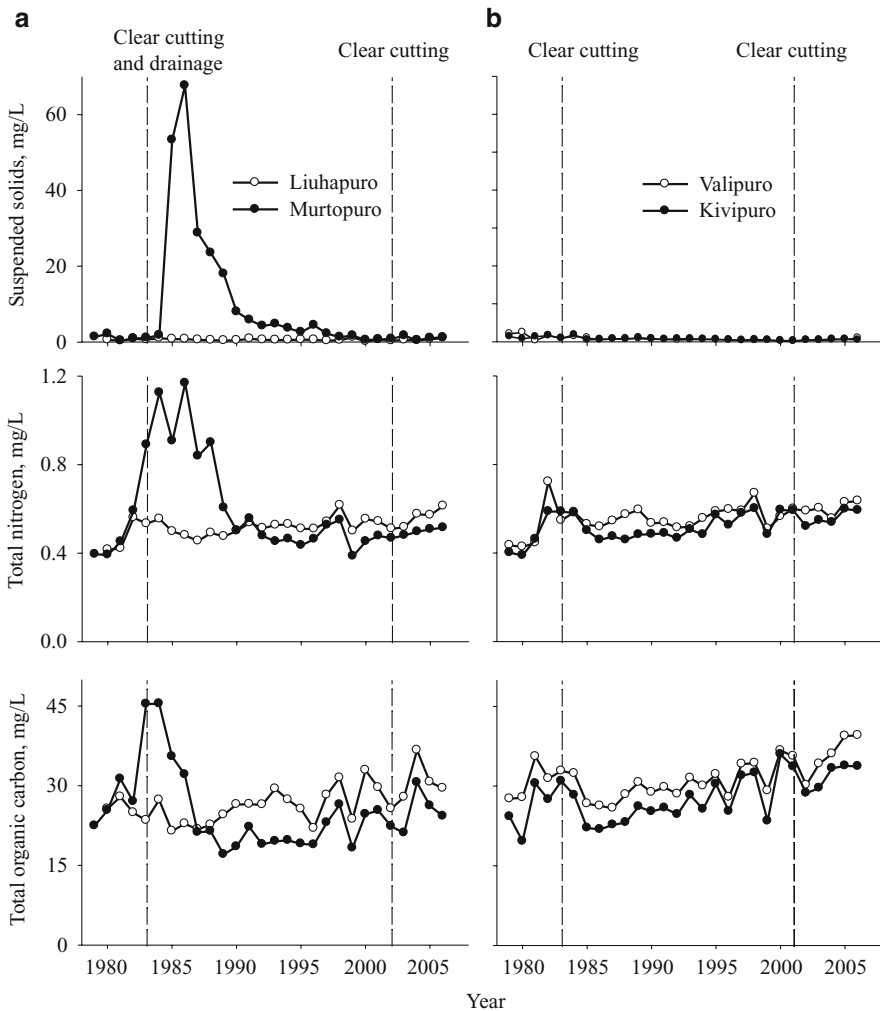 a
b
Clear cutting
and drainage
Clear cutting
Clear cutting
Clear cutting
Suspended solids, mg/L
60
40
20
0
Liuhapuro
Murtopuro
Valipuro
Kivipuro
Total nitrogen, mg/L
1.2
0.8
0.4
0.0
Total organic carbon, mg/L
45
30
15
0
1980 1985 1990 1995 2000 2005
1980 1985 1990 1995 2000 2005
Year